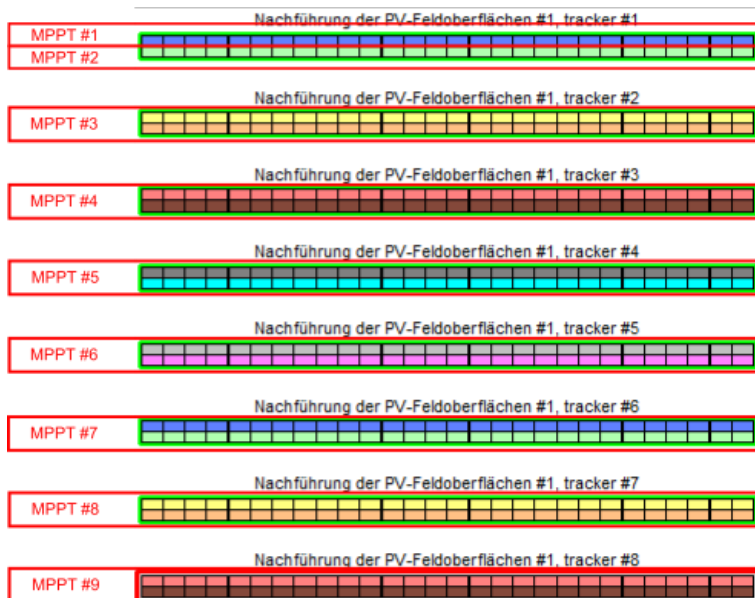 Nachführung der PV-Feldoberflächen #1, tracker #1
MPPT #1
MPPT #2
Nachführung der PV-Feldoberflächen #1, tracker #2
MPPT #3
Nachführung der PV-Feldoberflächen #1, tracker #3
MPPT #4
Nachführung der PV-Feldoberflächen #1, tracker #4
MPPT #5
Nachführung der PV-Feldoberflächen #1, tracker #5
MPPT #6
Nachführung der PV-Feldoberflächen #1, tracker #6
MPPT #7
Nachführung der PV-Feldoberflächen #1, tracker #7
MPPT #8
Nachführung der PV-Feldoberflächen #1, tracker #8
MPPT #9